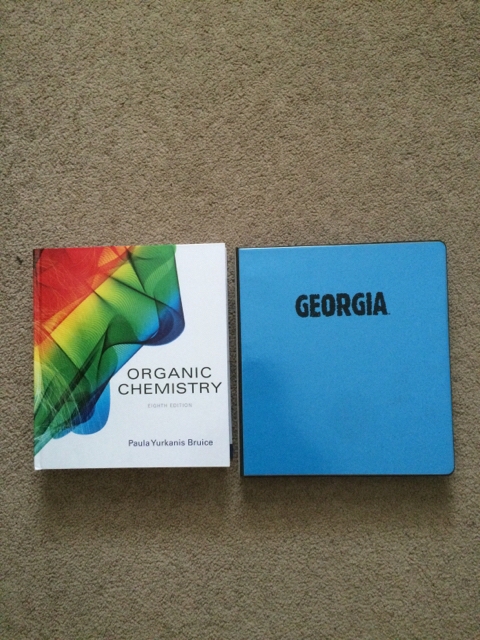 ORGANIC
CHEMISTRY
EIGHTH EDITION
Paula Yurkanis Bruice
GEORGIA